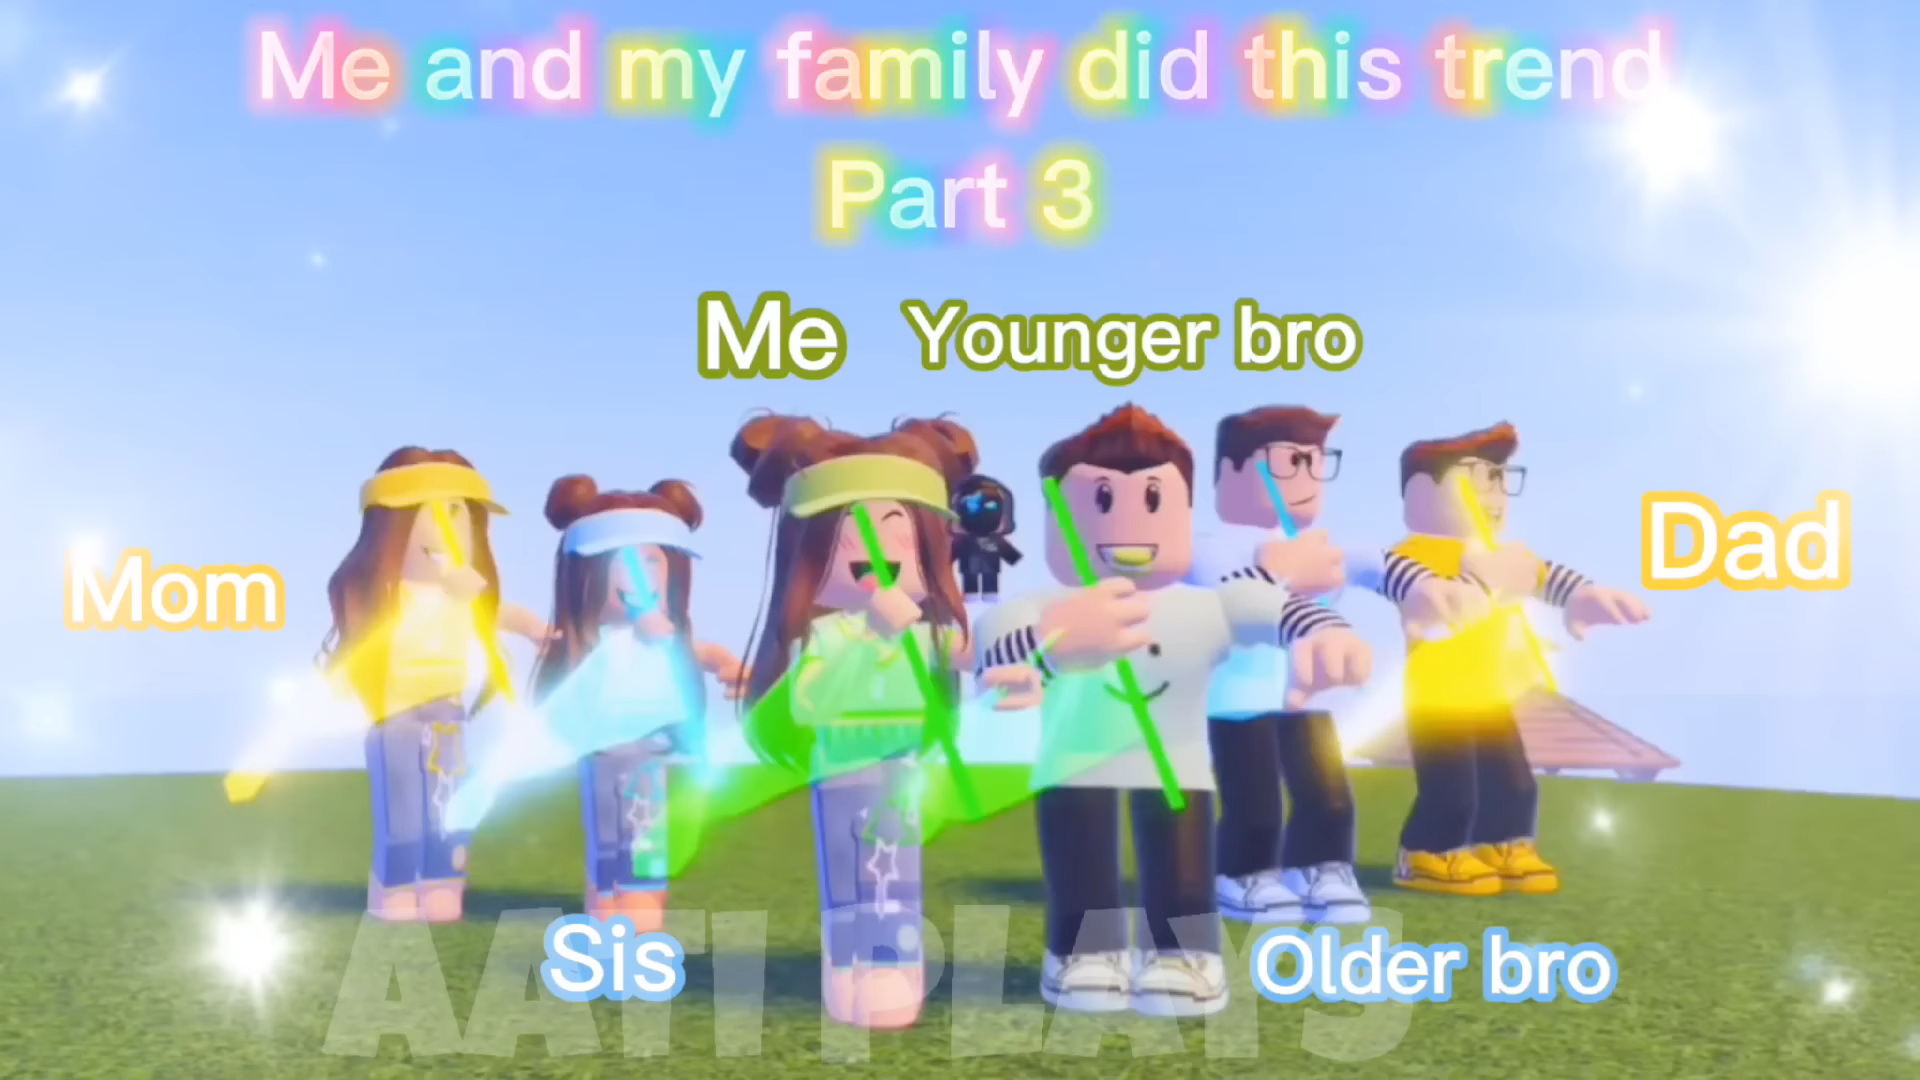 Me and my family did this trend
Part 3
Me
Younger bro
Mom
Dad
Sis
Older bro
AATI PLAYS